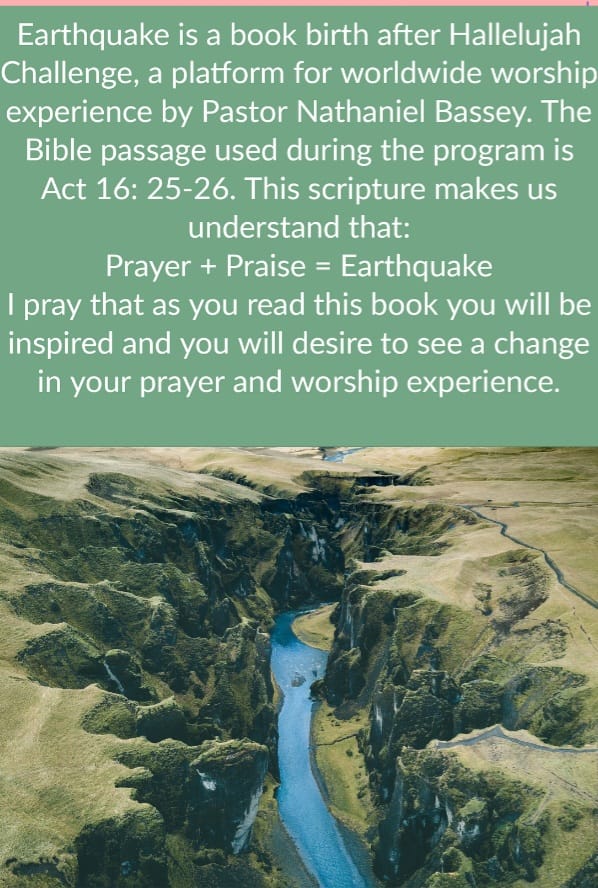 Earthquake is a book birth after Hallelujah
Challenge, a platform for worldwide worship
experience by Pastor Nathaniel Bassey. The
Bible passage used during the program is
Act 16: 25-26. This scripture makes us
understand that:
Prayer + Praise = Earthquake
I pray that as you read this book you will be
inspired and you will desire to see a change
in your prayer and worship experience.